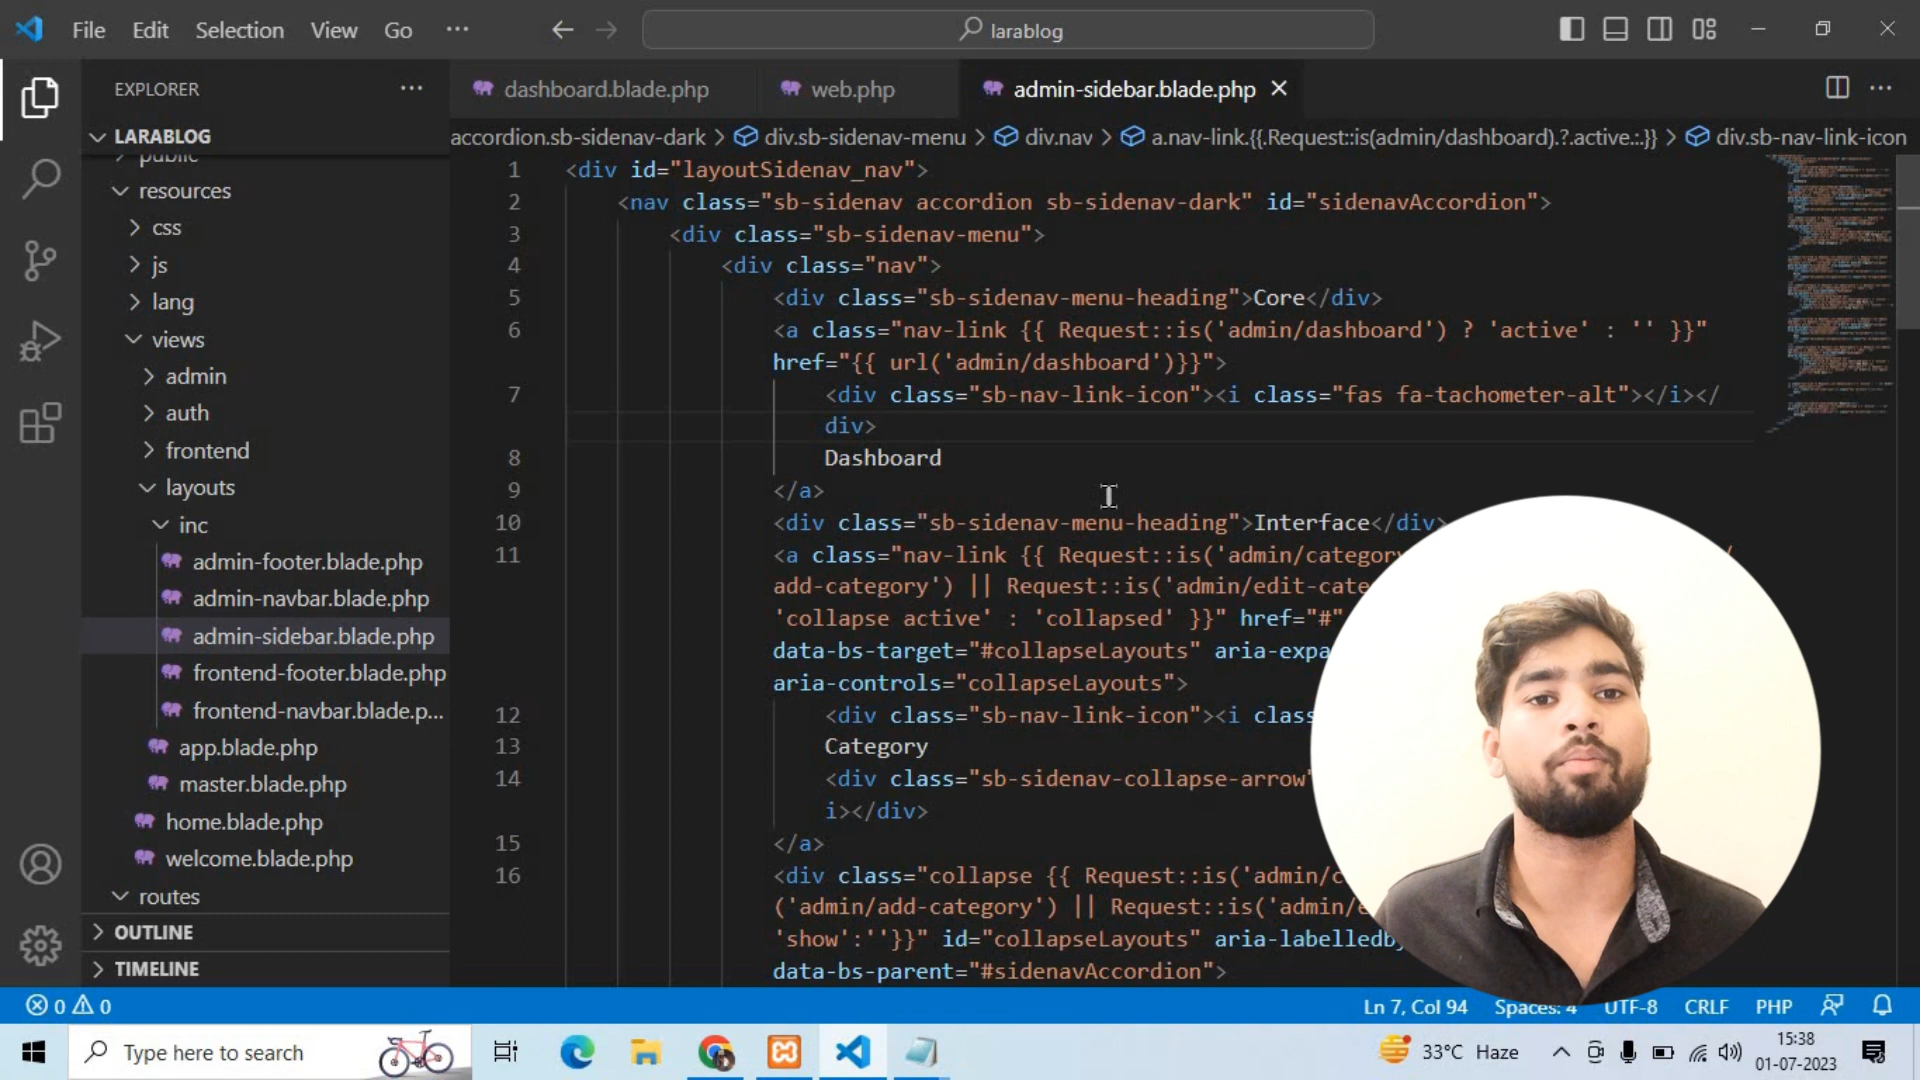 File Edit Selection View Go ···
larablog
EXPLORER
dashboard.blade.php
web.php
admin-sidebar.blade.php
LARABLOG
accordion.sb-sidenav-dark > div.sb-sidenav-menu > div.nav > a.nav-link.{{.Request::is(admin/dashboard).?.active.:.}} > div.sb-nav-link-icon
public
resources
css
js
lang
views
admin
auth
frontend
layouts
inc
admin-footer.blade.php
admin-navbar.blade.php
admin-sidebar.blade.php
frontend-footer.blade.php
frontend-navbar.blade.p...
app.blade.php
master.blade.php
home.blade.php
welcome.blade.php
routes
OUTLINE
TIMELINE
1 <div id="layoutSidenav_nav">
2 <nav class="sb-sidenav accordion sb-sidenav-dark" id="sidenavAccordion">
3 <div class="sb-sidenav-menu">
4 <div class="nav">
5 <div class="sb-sidenav-menu-heading">Core</div>
6 <a class="nav-link {{ Request::is('admin/dashboard') ? 'active' : '' }}"
href="{{ url('admin/dashboard')}}">
7 <div class="sb-nav-link-icon"><i class="fas fa-tachometer-alt"></i></
div>
8 Dashboard
9 </a>
10 <div class="sb-sidenav-menu-heading">Interface</div>
11 <a class="nav-link {{ Request::is('admin/category
add-category') || Request::is('admin/edit-cate
'collapse active' : 'collapsed' }}" href="#"
data-bs-target="#collapseLayouts" aria-expa
aria-controls="collapseLayouts">
12 <div class="sb-nav-link-icon"><i clas
13 Category
14 <div class="sb-sidenav-collapse-arrow"
i></div>
15 </a>
16 <div class="collapse {{ Request::is('admin/c
('admin/add-category') || Request::is('admin/e
'show':''}}" id="collapseLayouts" aria-labelledb
data-bs-parent="#sidenavAccordion">
0 0
Ln 7, Col 94 Spaces: 4 UTF-8 CRLF PHP
Type here to search
33°C Haze
15:38
01-07-2023